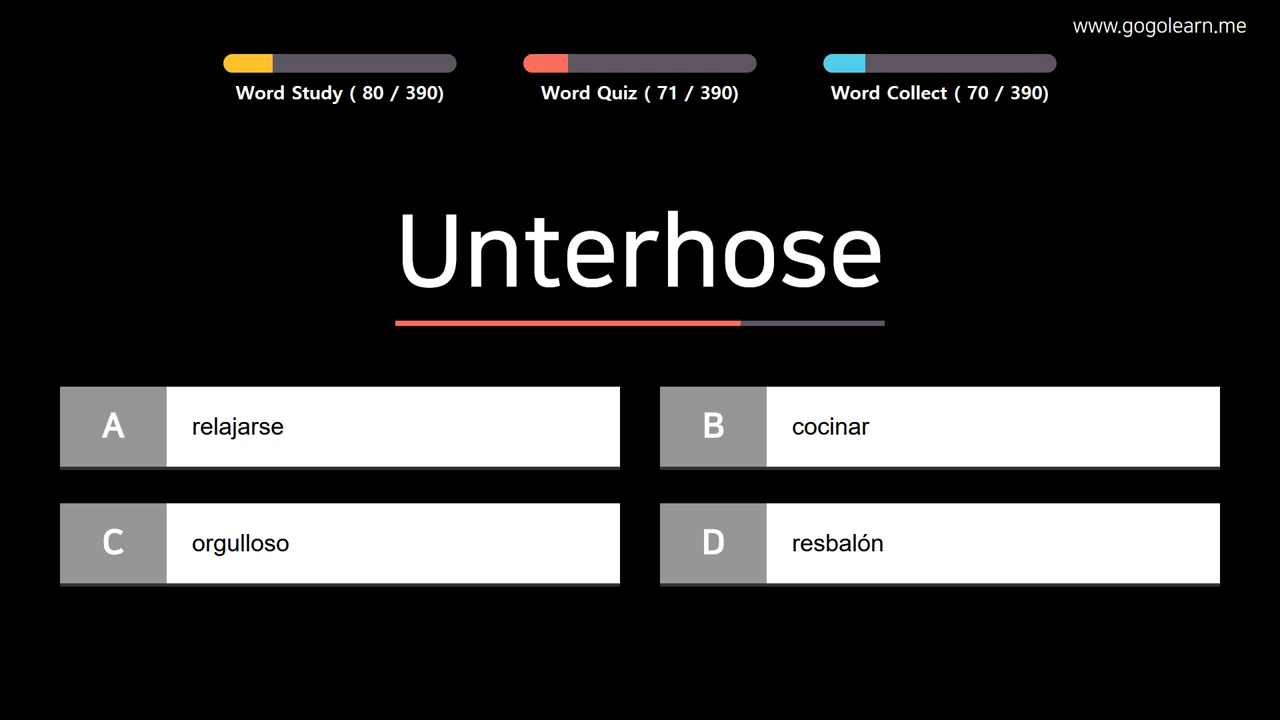 www.gogolearn.me
Word Study ( 80 / 390)
Word Quiz ( 71 / 390)
Word Collect ( 70 / 390)
Unterhose
A relajarse
B cocinar
C orgulloso
D resbalón